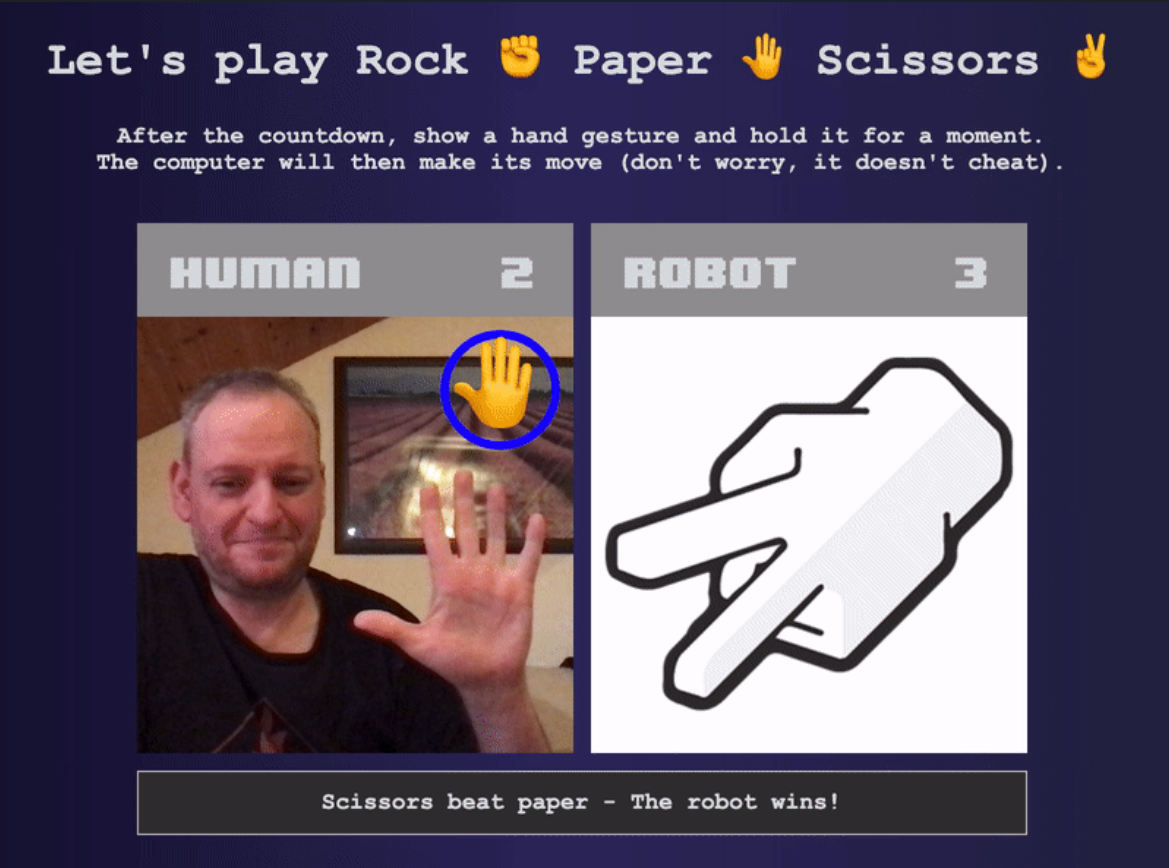 Let's play Rock ✊ Paper 🤚 Scissors ✌
After the countdown, show a hand gesture and hold it for a moment.
The computer will then make its move (don't worry, it doesn't cheat).
HUMAN 2
ROBOT 3
Scissors beat paper - The robot wins!